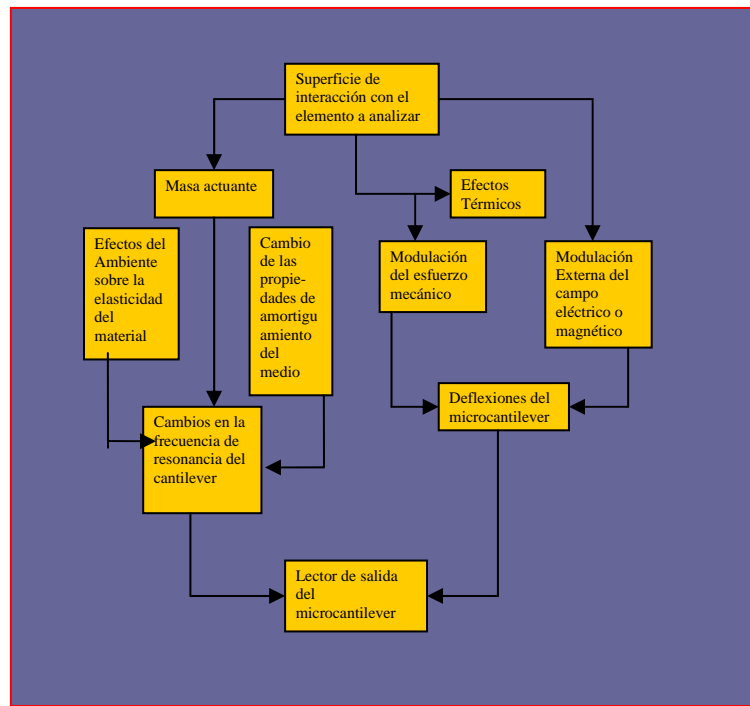 Superficie de
interacción con el
elemento a analizar
Masa actuante
Efectos
Térmicos
Efectos del
Ambiente
sobre la
elasticidad
del
material
Cambio
de las
propie-
dades de
amortigu
amiento
del
medio
Modulación
del esfuerzo
mecánico
Modulación
Externa del
campo
eléctrico o
magnético
Deflexiones del
microcantilever
Cambios en la
frecuencia de
resonancia del
cantilever
Lector de salida
del
microcantilever